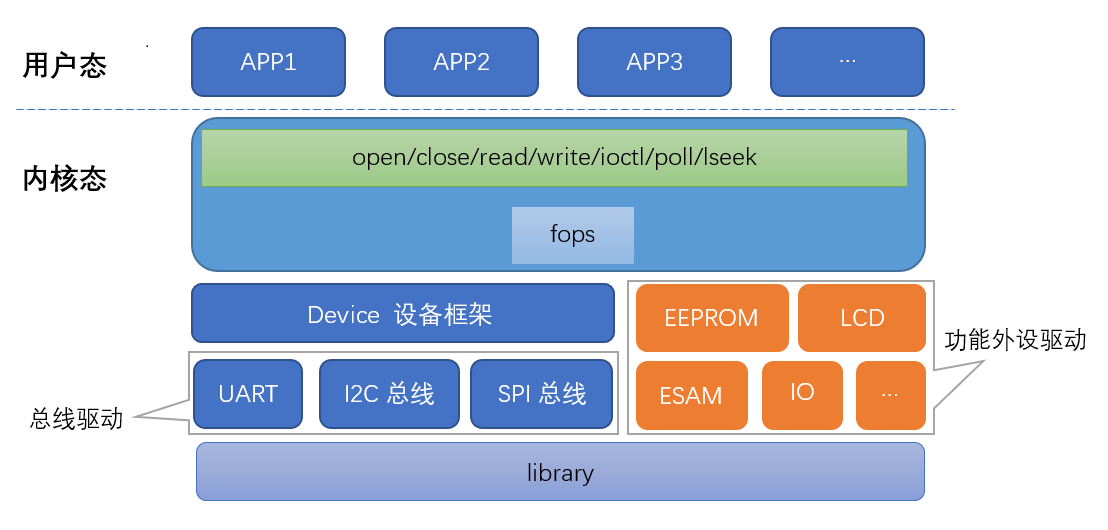 用户态
APP1
APP2
APP3
...
内核态
open/close/read/write/ioctl/poll/lseek
fops
Device 设备框架
EEPROM
LCD
功能外设驱动
UART
I2C 总线
SPI 总线
ESAM
IO
...
总线驱动
library